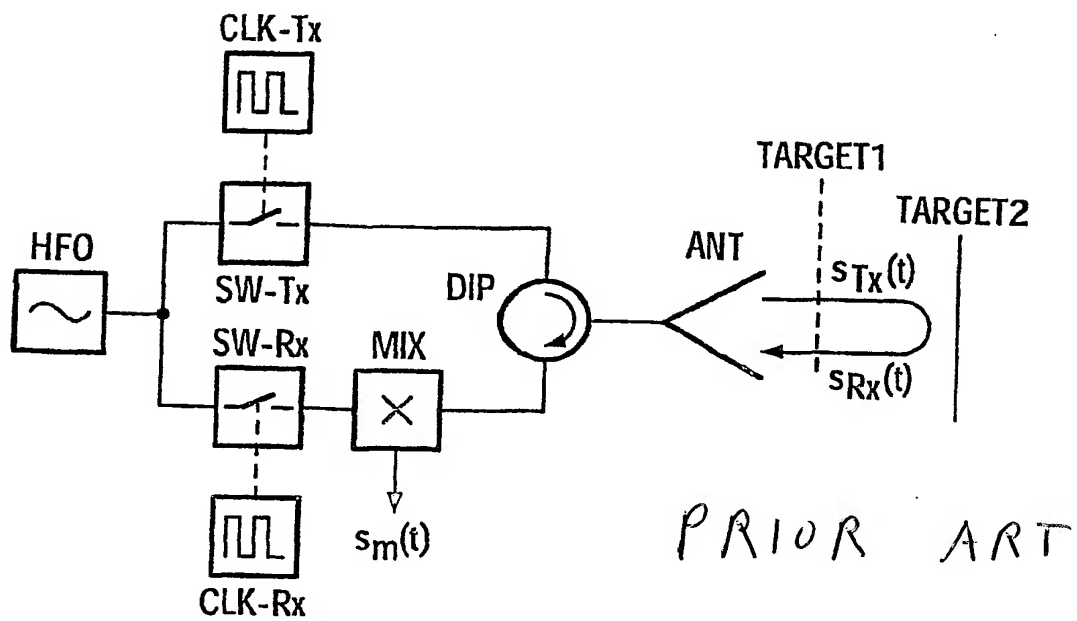 CLK-Tx
TARGET1
TARGET2
HFO
ANT
sTx(t)
SW-Tx
DIP
SW-Rx
MIX
sRx(t)
sm(t)
CLK-Rx
PRIOR ART